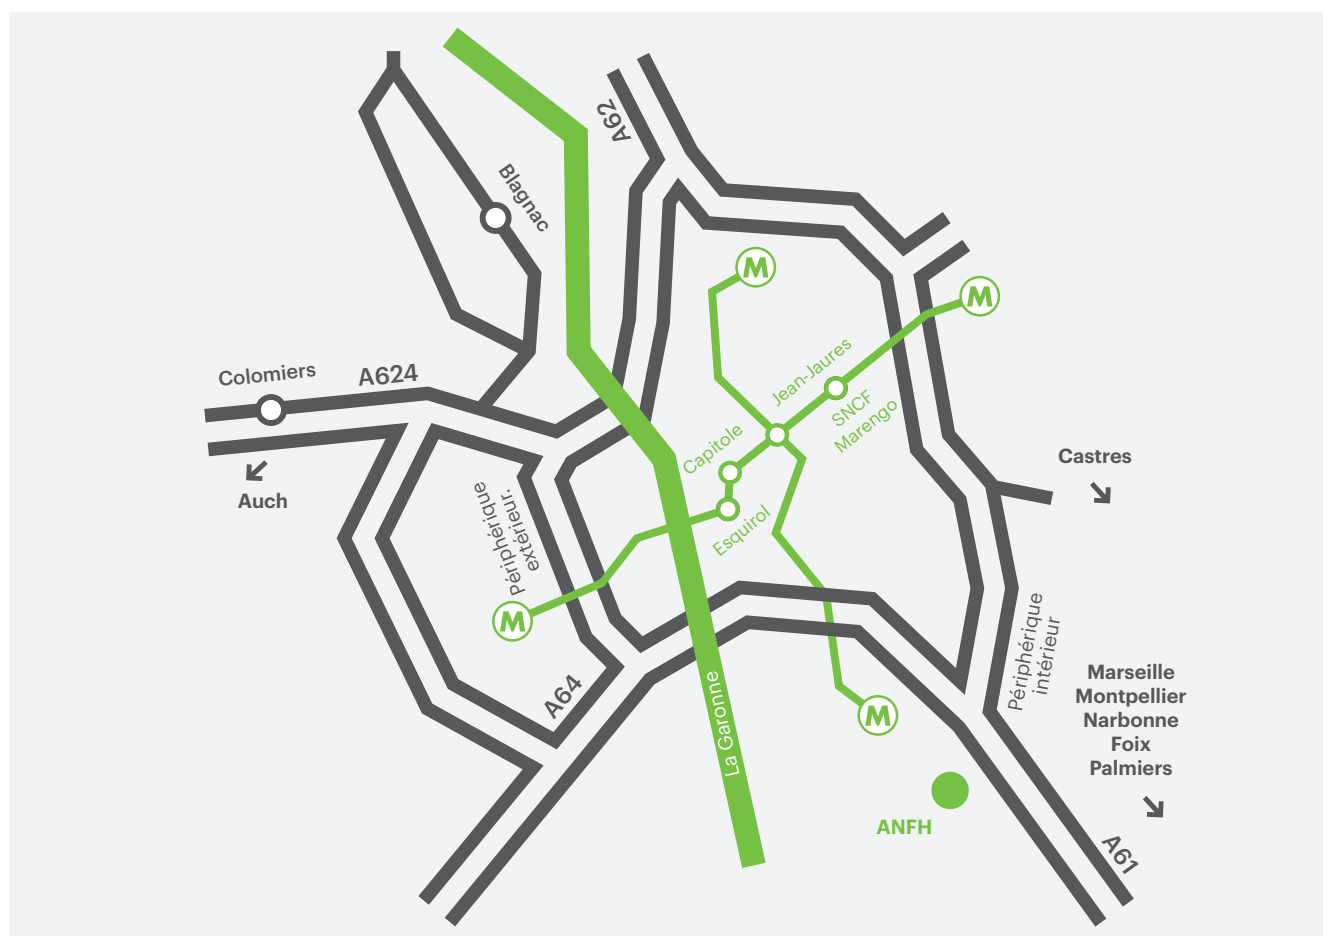 A62
Blagnac
M
M
Colomiers
A624
Jean-Jaures
SNCF
Marengo
Capitole
Auch
Castres
Périphérique
extérieur.
Esquirol
M
Périphérique
intérieur
A64
La Garonne
M
Marseille
Montpellier
Narbonne
Foix
Palmiers
ANFH
A61